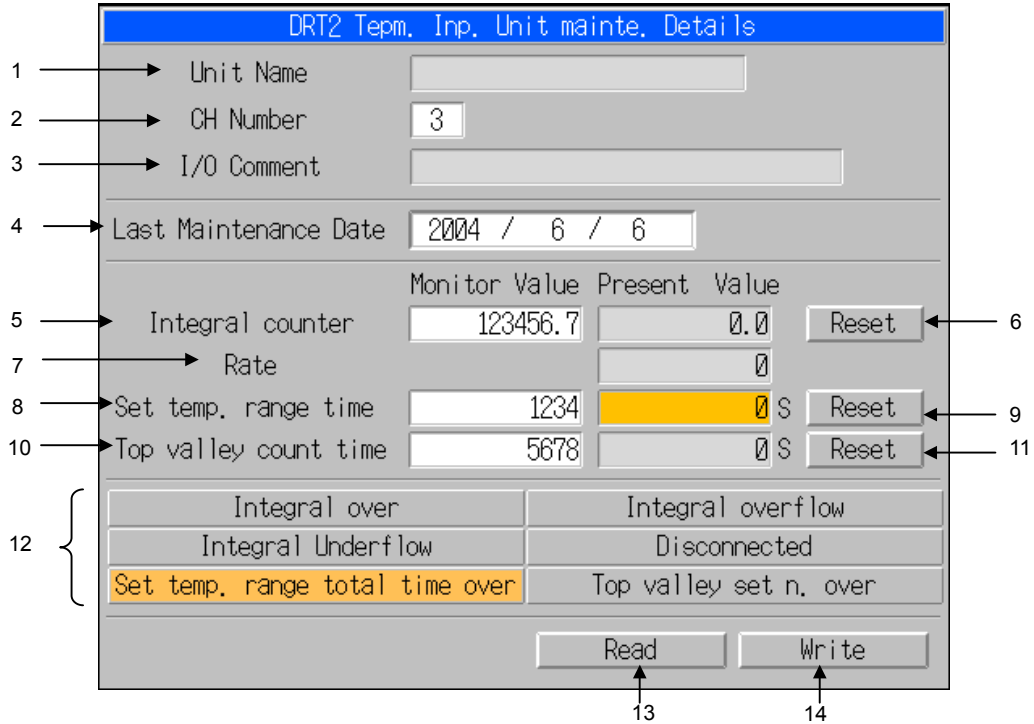 DRT2 Tepm. Inp. Unit mainte. Details
1 Unit Name
2 CH Number 3
3 I/O Comment
4 Last Maintenance Date 2004 / 6 / 6
Monitor Value Present Value
5 Integral counter 123456.7 0.0 Reset 6
7 Rate 0
8 Set temp. range time 1234 0 S Reset 9
10 Top valley count time 5678 0 S Reset 11
Integral over Integral overflow
12 Integral Underflow Disconnected
Set temp. range total time over Top valley set n. over
Read Write
13 14